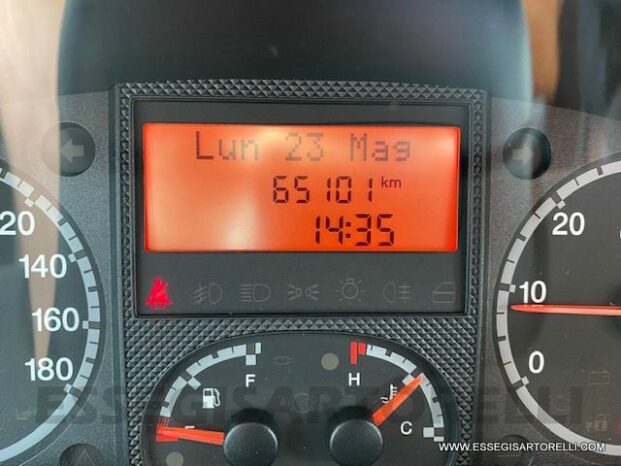 Lun 23 Mag
65101 km
14:35
20
140
160
180
20
10
0
F
H
C
ESSEGISARTORELLI
WWW.ESSEGISARTORELLI.COM